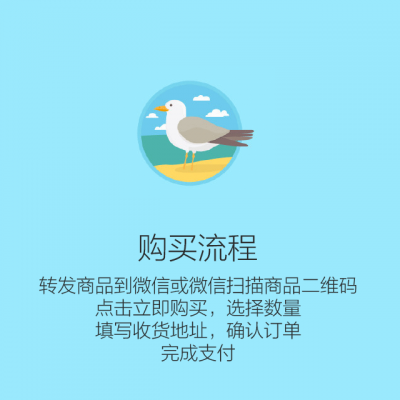 购买流程
转发商品到微信或微信扫描商品二维码
点击立即购买，选择数量
填写收货地址，确认订单
完成支付